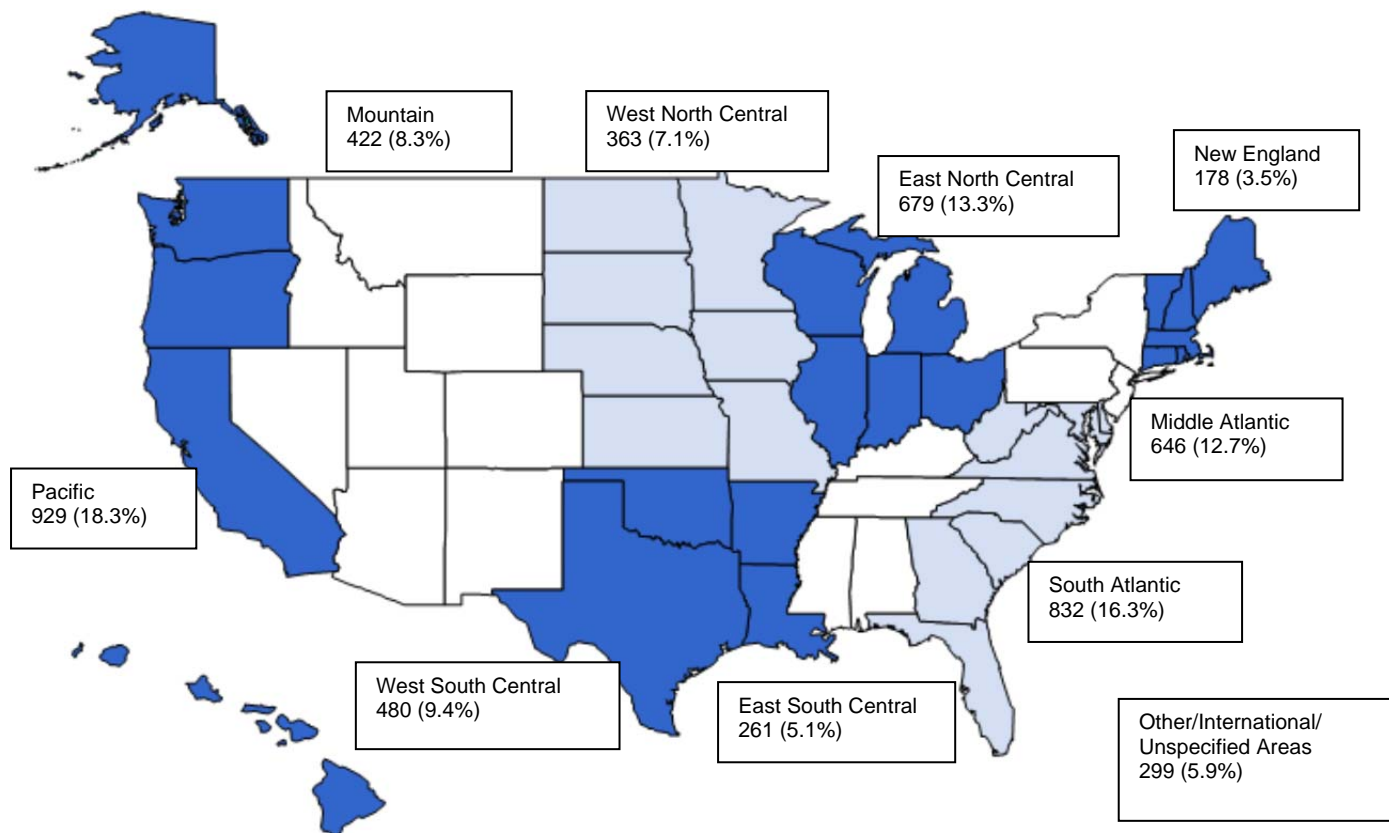 Mountain
422 (8.3%)
West North Central
363 (7.1%)
East North Central
679 (13.3%)
New England
178 (3.5%)
Middle Atlantic
646 (12.7%)
Pacific
929 (18.3%)
South Atlantic
832 (16.3%)
West South Central
480 (9.4%)
East South Central
261 (5.1%)
Other/International/
Unspecified Areas
299 (5.9%)